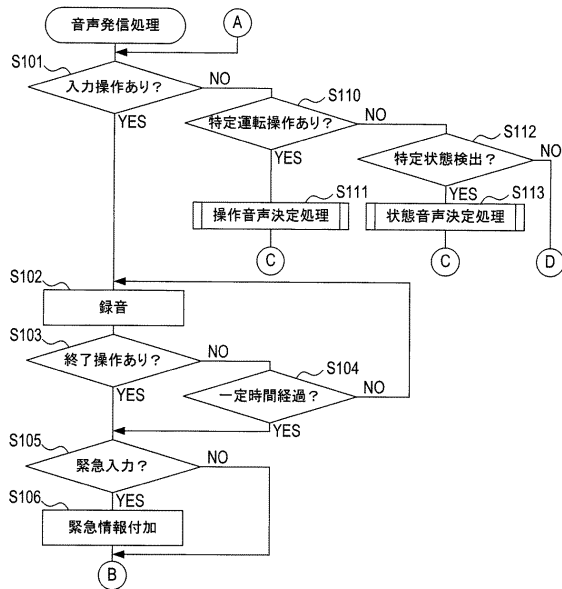 音声発信処理
A
S101
入力操作あり?
NO
YES
S110
特定運転操作あり?
NO
YES
S112
特定状態検出?
NO
YES
S111
操作音声決定処理
S113
状態音声決定処理
C
C
D
S102
録音
S103
終了操作あり?
NO
YES
S104
一定時間経過?
NO
YES
S105
緊急入力?
NO
YES
S106
緊急情報付加
B